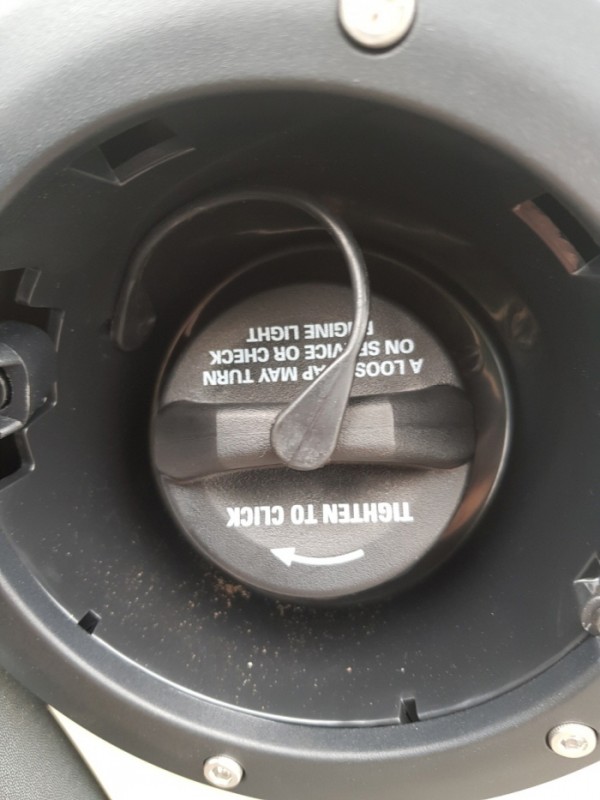 TIGHTEN TO CLICK
A LOOSE CAP MAY TURN
ON SERVICE OR CHECK
ENGINE LIGHT